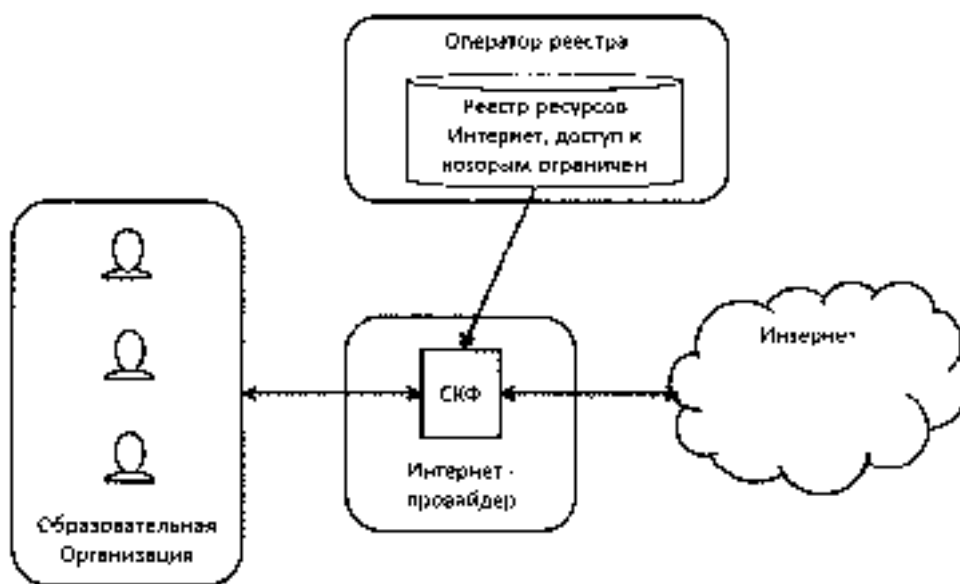 Оператор реестра
Реестр ресурсов
Интернет, доступ к
которым ограничен
Интернет
СКФ
Интернет -
провайдер
Образовательная
Организация